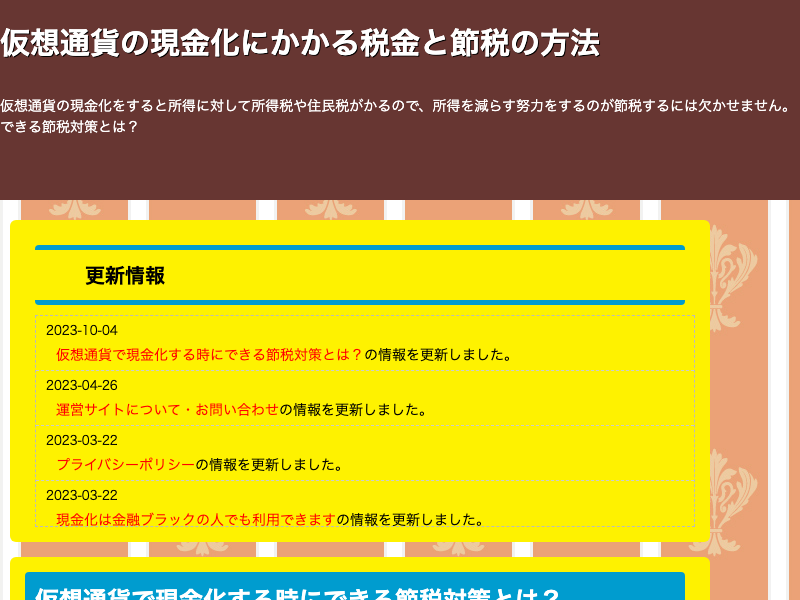 仮想通貨の現金化にかかる税金と節税の方法
仮想通貨の現金化をすると所得に対して所得税や住民税がかるので、所得を減らす努力をするのが節税するには欠かせません。
できる節税対策とは？
更新情報
2023-10-04
仮想通貨で現金化する時にできる節税対策とは？の情報を更新しました。
2023-04-26
運営サイトについて・お問い合わせの情報を更新しました。
2023-03-22
プライバシーポリシーの情報を更新しました。
2023-03-22
現金化は金融ブラックの人でも利用できますの情報を更新しました。
仮想通貨で現金化する時にできる節税対策とは？